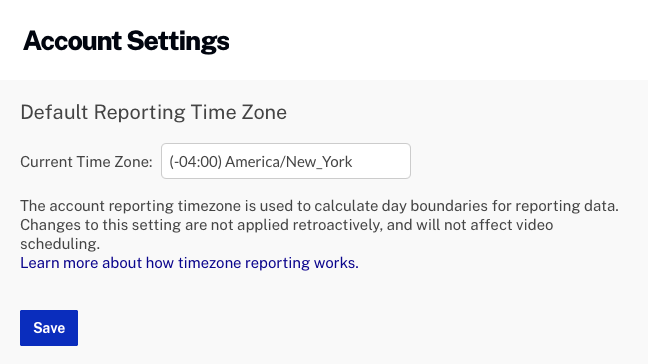 Account Settings
Default Reporting Time Zone
Current Time Zone: (-04:00) America/New_York
The account reporting timezone is used to calculate day boundaries for reporting data.
Changes to this setting are not applied retroactively, and will not affect video
scheduling.
Learn more about how timezone reporting works.
Save